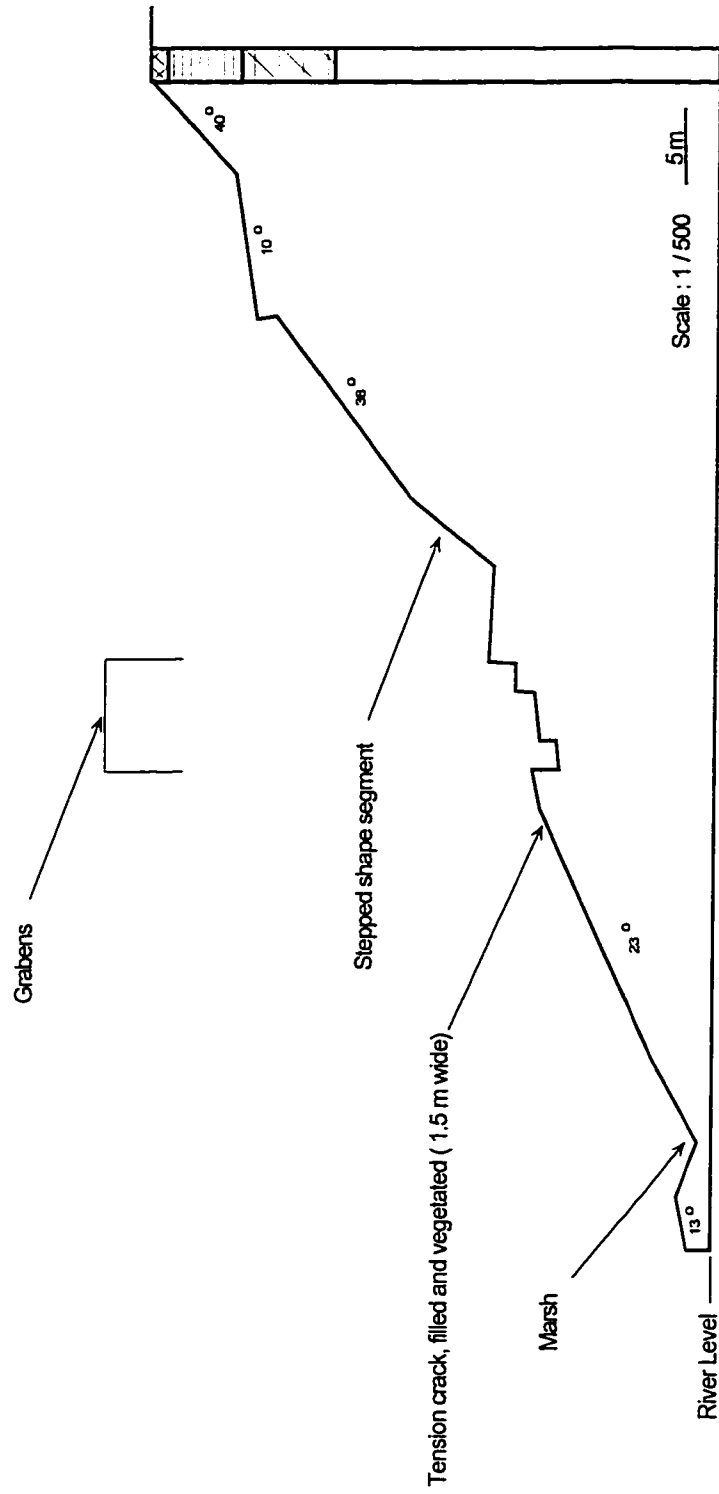 Grabens
Stepped shape segment
Tension crack, filled and vegetated ( 1.5 m wide)
Marsh
River Level
13°
23°
38°
10°
40°
Scale : 1 / 500
5m